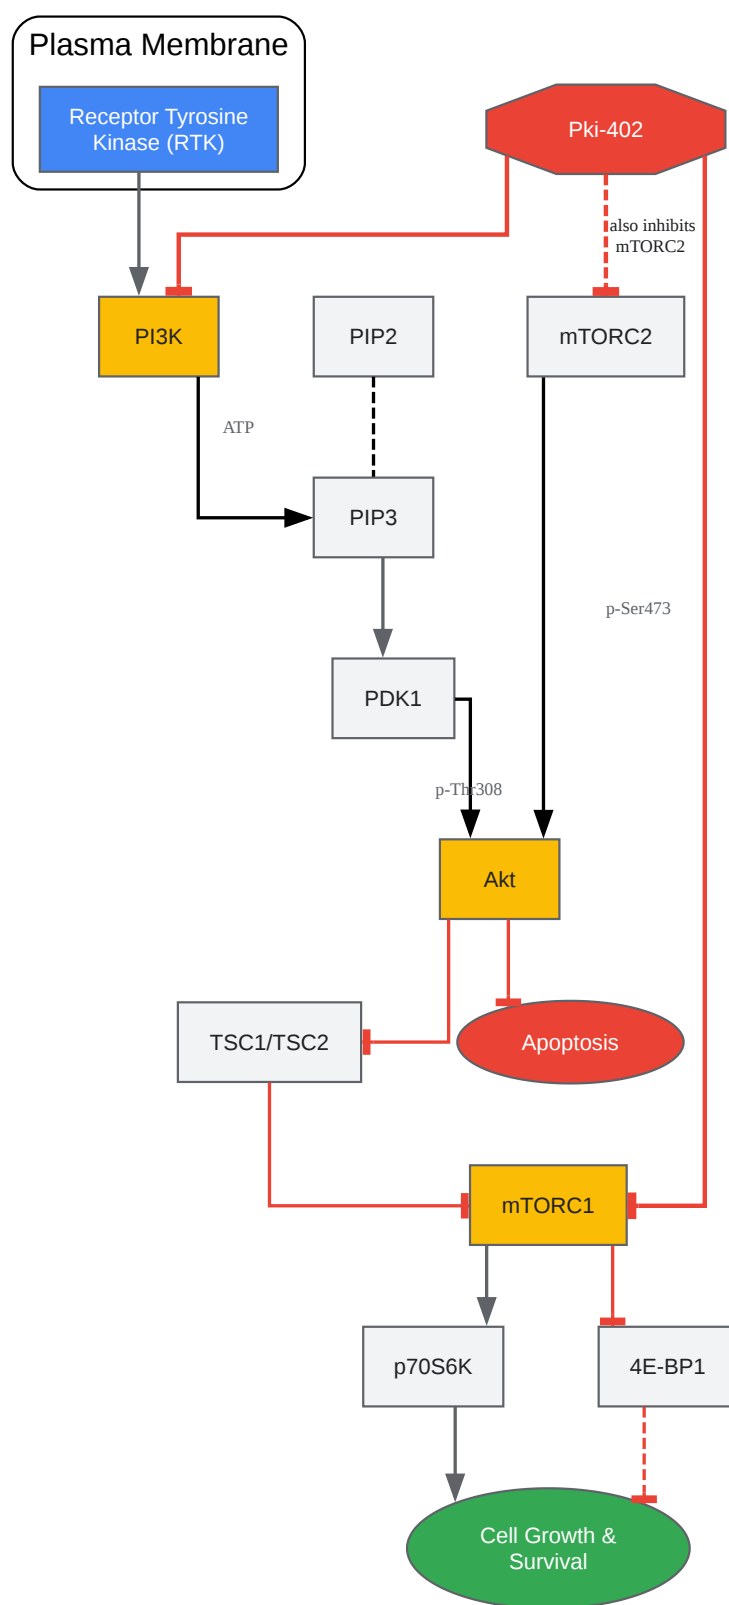 Plasma Membrane
Receptor Tyrosine
Kinase (RTK)
Pki-402
also inhibits
mTORC2
PI3K
PIP2
mTORC2
ATP
PIP3
p-Ser473
PDK1
p-Thr308
Akt
TSC1/TSC2
Apoptosis
mTORC1
p70S6K
4E-BP1
Cell Growth &
Survival